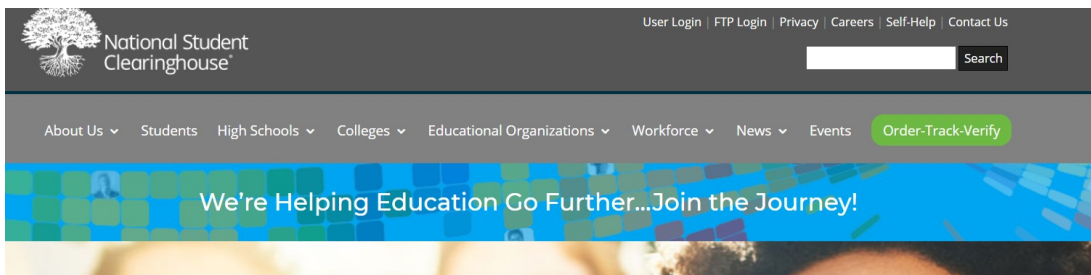 User Login | FTP Login | Privacy | Careers | Self-Help | Contact Us
National Student
Clearinghouse®
Search
About Us Students High Schools Colleges Educational Organizations Workforce News Events Order-Track-Verify
We're Helping Education Go Further...Join the Journey!